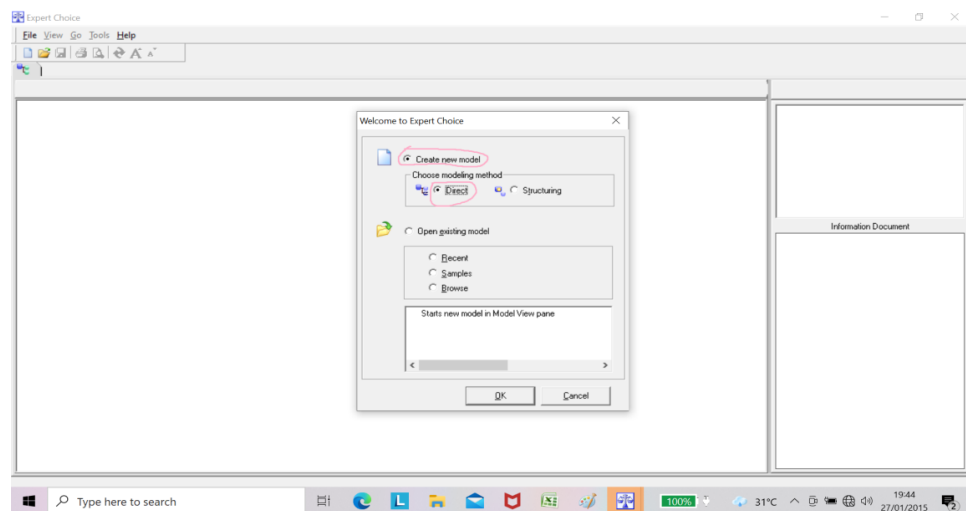 Expert Choice
File View Go Tools Help
Welcome to Expert Choice
Create new model
Choose modeling method
Direct
Structuring
Open existing model
Recent
Samples
Browse
Starts new model in Model View pane
OK
Cancel
Information Document
Type here to search
100%
31°C
19:44
27/01/2015
2